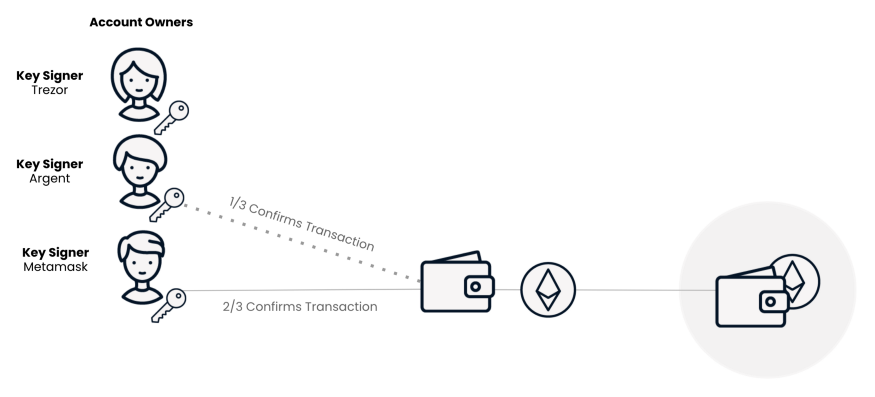 Account Owners
Key Signer
Trezor
Key Signer
Argent
1/3 Confirms Transaction
Key Signer
Metamask
2/3 Confirms Transaction